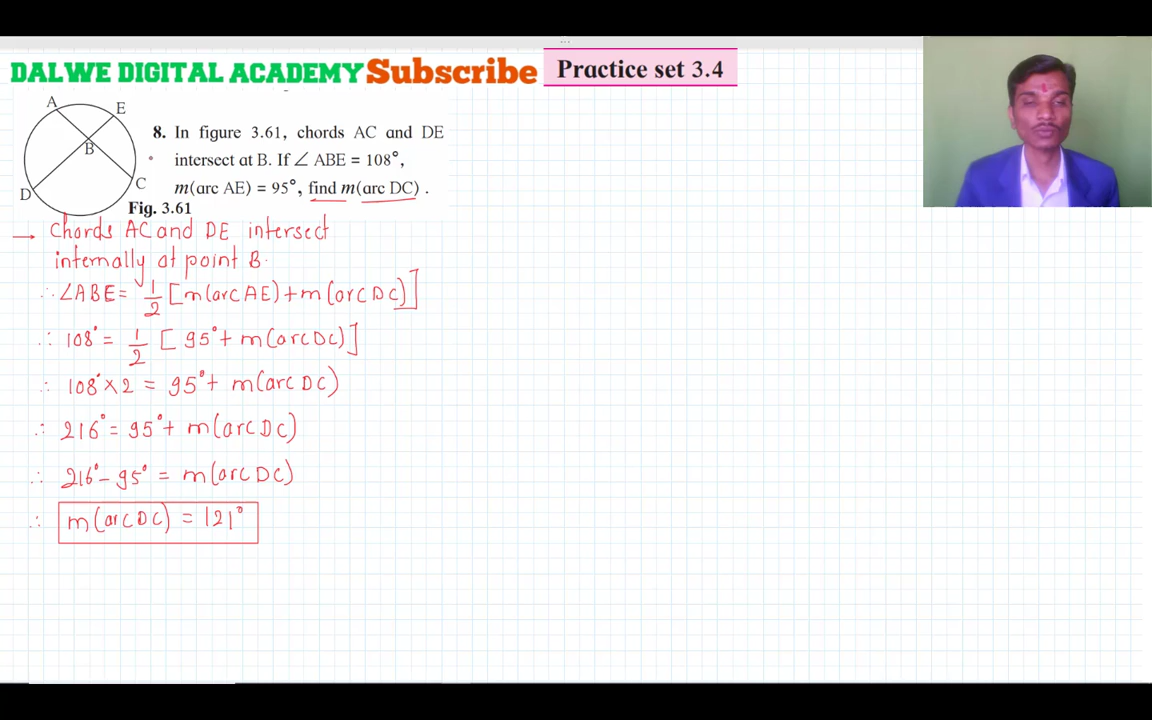 DALWE DIGITAL ACADEMY Subscribe Practice set 3.4
A
E
B
C
D
Fig. 3.61
8. In figure 3.61, chords AC and DE
intersect at B. If ∠ ABE = 108°,
m(arc AE) = 95°, find m(arc DC) .
→ Chords AC and DE intersect
internally at point B.
∴ ∠ABE = 1/2 [m(arc AE) + m(arc DC)]
∴ 108° = 1/2 [95° + m(arc DC)]
∴ 108° × 2 = 95° + m(arc DC)
∴ 216° = 95° + m(arc DC)
∴ 216° - 95° = m(arc DC)
∴ m(arc DC) = 121°